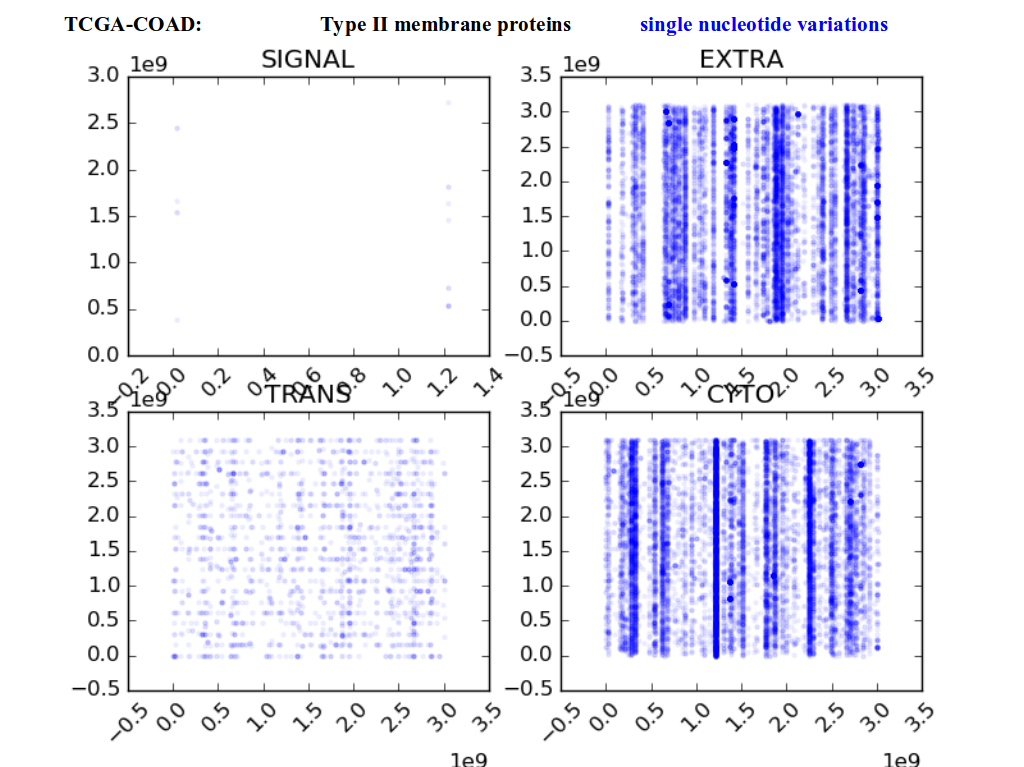 TCGA-COAD: Type II membrane proteins single nucleotide variations
1e9 SIGNAL 1e9 EXTRA
3.0 3.5
2.5 3.0
2.0 2.5
1.5 2.0
1.0 1.5
0.5 1.0
0.0 0.5
0.0
−0.5
−0.2 0.0 0.2 0.4 0.6 0.8 1.0 1.2 1.4
−0.5 0.0 0.5 1.0 1.5 2.0 2.5 3.0 3.5
1e9 TRANS 1e9 CYTO
3.5 3.5
3.0 3.0
2.5 2.5
2.0 2.0
1.5 1.5
1.0 1.0
0.5 0.5
0.0 0.0
−0.5 −0.5
−0.5 0.0 0.5 1.0 1.5 2.0 2.5 3.0 3.5
−0.5 0.0 0.5 1.0 1.5 2.0 2.5 3.0 3.5
1e9 1e9